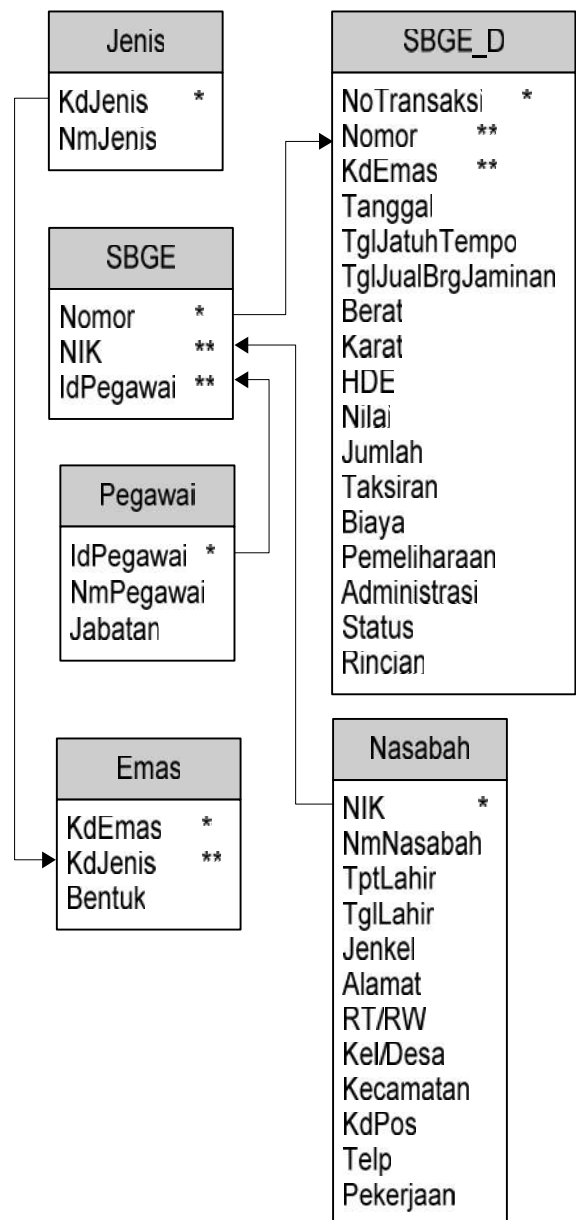 Jenis
KdJenis *
NmJenis
SBGE
Nomor *
NIK **
IdPegawai **
Pegawai
IdPegawai *
NmPegawai
Jabatan
Emas
KdEmas *
KdJenis **
Bentuk
SBGE_D
NoTransaksi *
Nomor **
KdEmas **
Tanggal
TglJatuhTempo
TglJualBrgJaminan
Berat
Karat
HDE
Nilai
Jumlah
Taksiran
Biaya
Pemeliharaan
Administrasi
Status
Rincian
Nasabah
NIK *
NmNasabah
TptLahir
TglLahir
Jenkel
Alamat
RT/RW
Kel/Desa
Kecamatan
KdPos
Telp
Pekerjaan